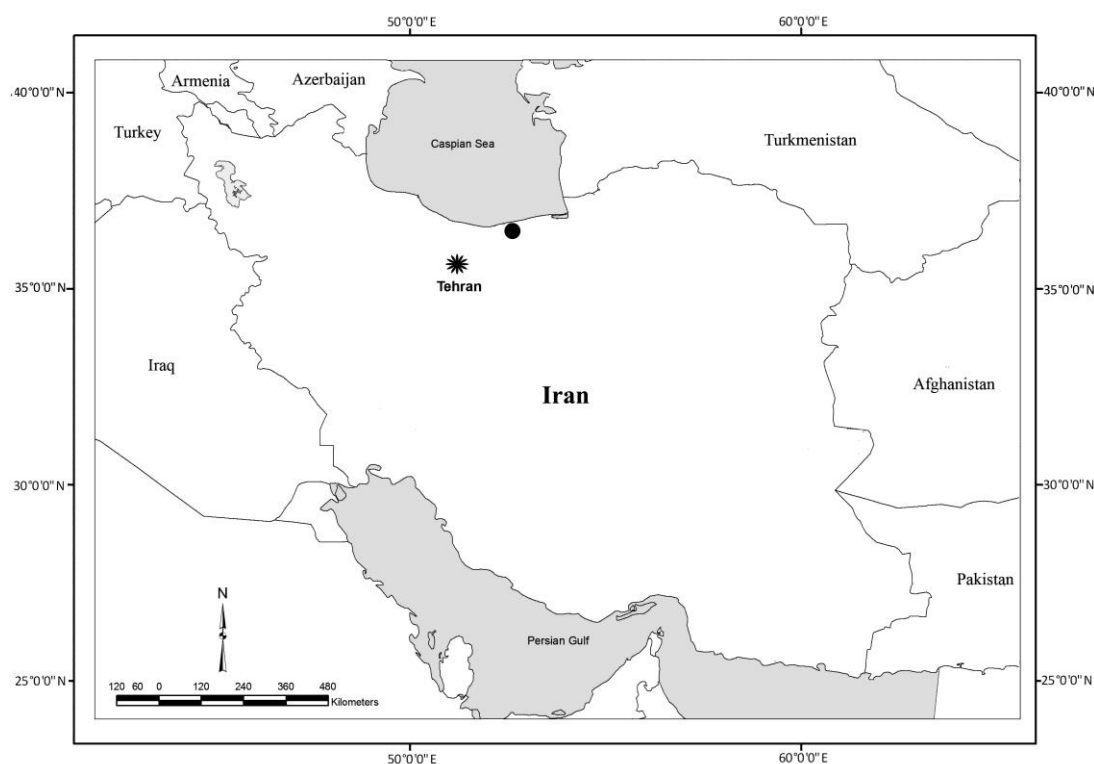 50°0'0"E 60°0'0"E
40°0'0"N 40°0'0"N
Armenia
Azerbaijan
Turkey
Caspian Sea
Turkmenistan
35°0'0"N 35°0'0"N
Tehran
Iraq
Iran
Afghanistan
30°0'0"N 30°0'0"N
Pakistan
N
Persian Gulf
25°0'0"N 25°0'0"N
120 60 0 120 240 360 480
Kilometers
50°0'0"E 60°0'0"E